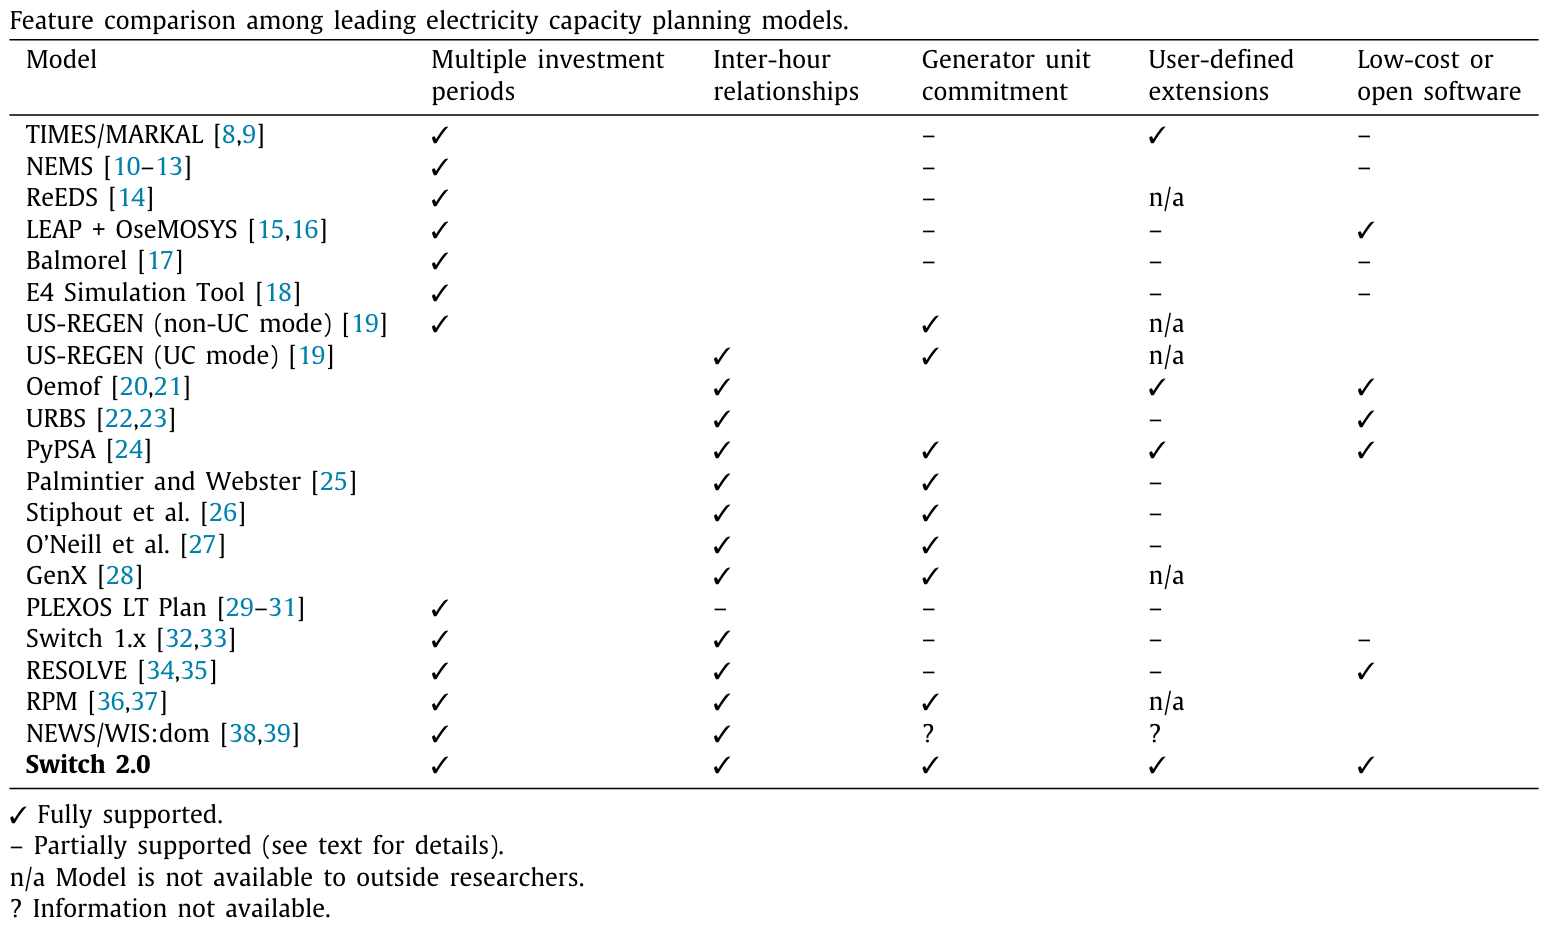 Feature comparison among leading electricity capacity planning models.
Model Multiple investment periods Inter-hour relationships Generator unit commitment User-defined extensions Low-cost or open software
TIMES/MARKAL [8,9] ✓ – ✓ –
NEMS [10–13] ✓ – –
ReEDS [14] ✓ – n/a
LEAP + OseMOSYS [15,16] ✓ – – ✓
Balmorel [17] ✓ – – –
E4 Simulation Tool [18] ✓ – –
US-REGEN (non-UC mode) [19] ✓ ✓ n/a
US-REGEN (UC mode) [19] ✓ ✓ n/a
Oemof [20,21] ✓ ✓ ✓
URBS [22,23] ✓ – ✓
PyPSA [24] ✓ ✓ ✓ ✓
Palmintier and Webster [25] ✓ ✓ –
Stiphout et al. [26] ✓ ✓ –
O’Neill et al. [27] ✓ ✓ –
GenX [28] ✓ ✓ n/a
PLEXOS LT Plan [29–31] ✓ – – –
Switch 1.x [32,33] ✓ ✓ – – –
RESOLVE [34,35] ✓ ✓ – – ✓
RPM [36,37] ✓ ✓ ✓ n/a
NEWS/WIS:dom [38,39] ✓ ✓ ? ?
Switch 2.0 ✓ ✓ ✓ ✓ ✓
✓ Fully supported.
– Partially supported (see text for details).
n/a Model is not available to outside researchers.
? Information not available.